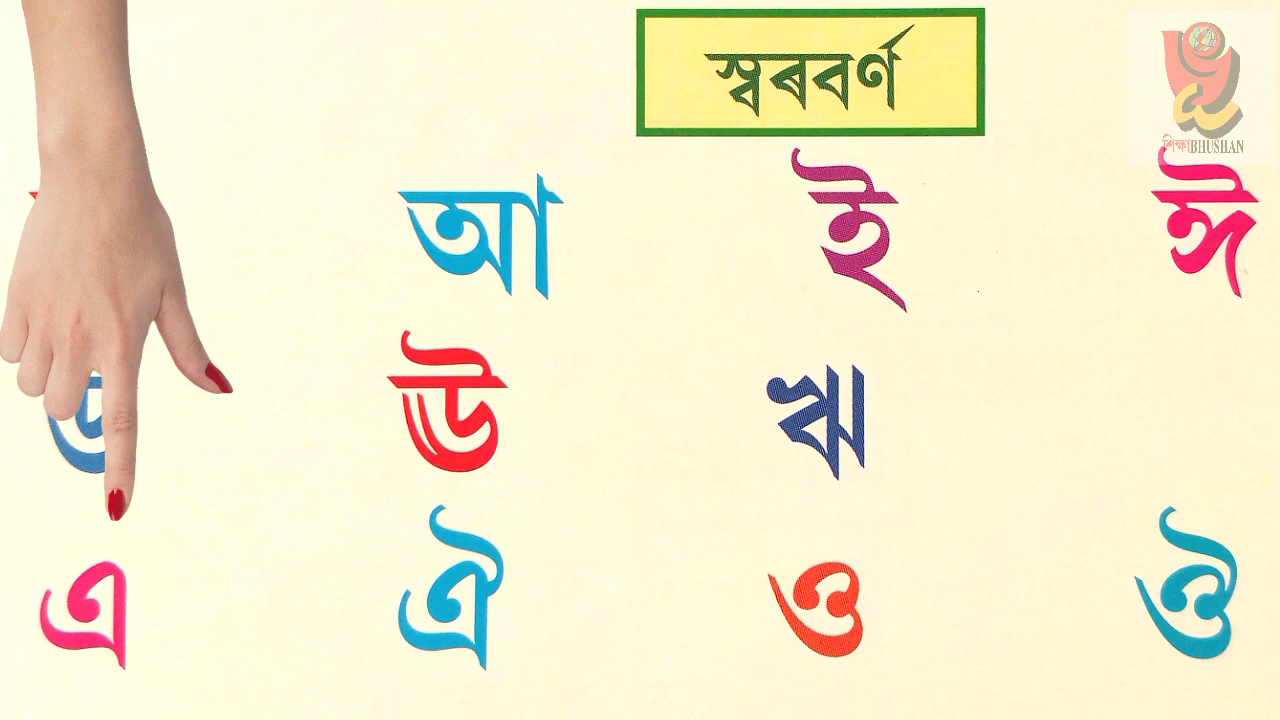 স্বৰবৰ্ণ
শিক্ষাBHUSHAN
আ ই ঈ
ঊ ঋ
এ ঐ ও ঔ